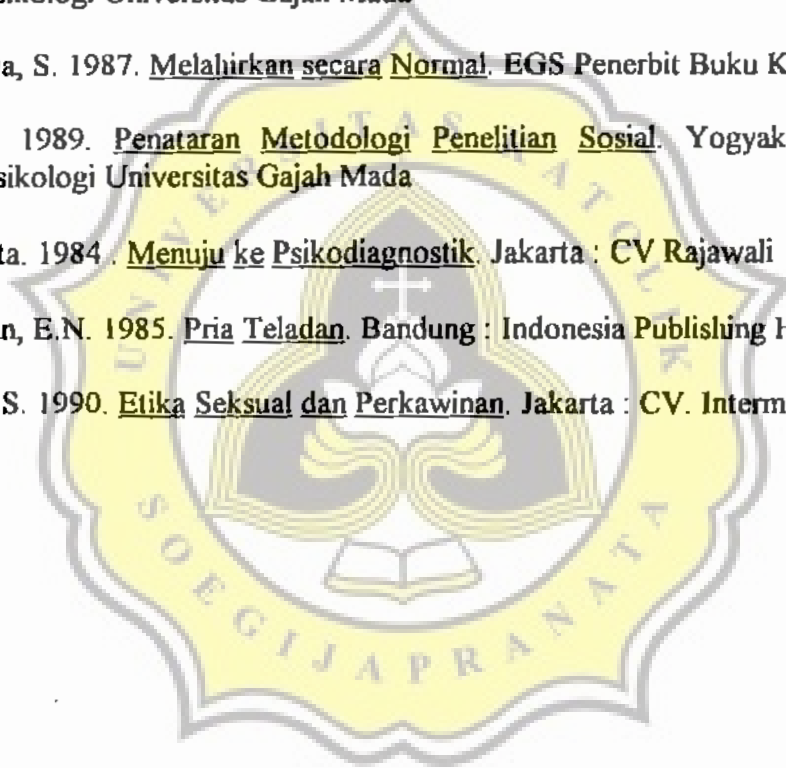 Universitas Gajah Mada
a, S. 1987. Melahirkan secara Normal. EGS Penerbit Buku K
1989. Penataran Metodologi Penelitian Sosial. Yogyak
sikologi Universitas Gajah Mada
ta. 1984 . Menuju ke Psikodiagnostik. Jakarta : CV Rajawali
n, E.N. 1985. Pria Teladan. Bandung : Indonesia Publishing H
S. 1990. Etika Seksual dan Perkawinan. Jakarta : CV. Interm
UNIVERSITAS KATOLIK
SOEGIJAPRANATA